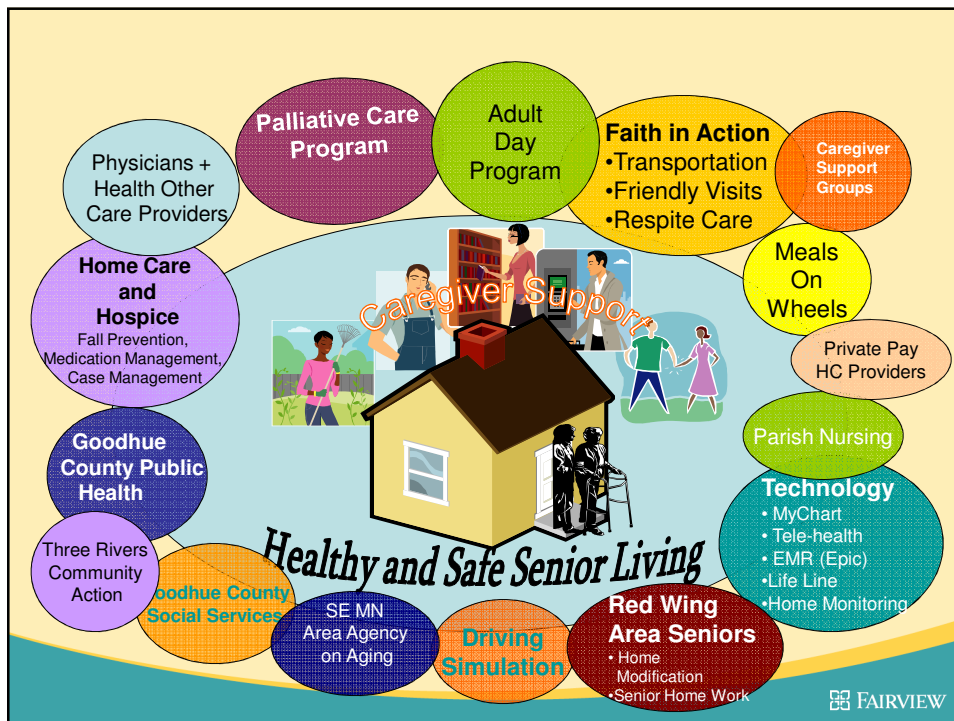 Palliative Care
Program
Adult
Day
Program
Faith in Action
•Transportation
•Friendly Visits
•Respite Care
Caregiver
Support
Groups
Physicians +
Health Other
Care Providers
Meals
On
Wheels
Home Care
and
Hospice
Fall Prevention,
Medication Management,
Case Management
Caregiver Support
Private Pay
HC Providers
Parish Nursing
Goodhue
County Public
Health
Technology
• MyChart
• Tele-health
• EMR (Epic)
•Life Line
•Home Monitoring
Three Rivers
Community
Action
Healthy and Safe Senior Living
oodhue County
Social Services
SE MN
Area Agency
on Aging
Driving
Simulation
Red Wing
Area Seniors
• Home
Modification
•Senior Home Work
FAIRVIEW